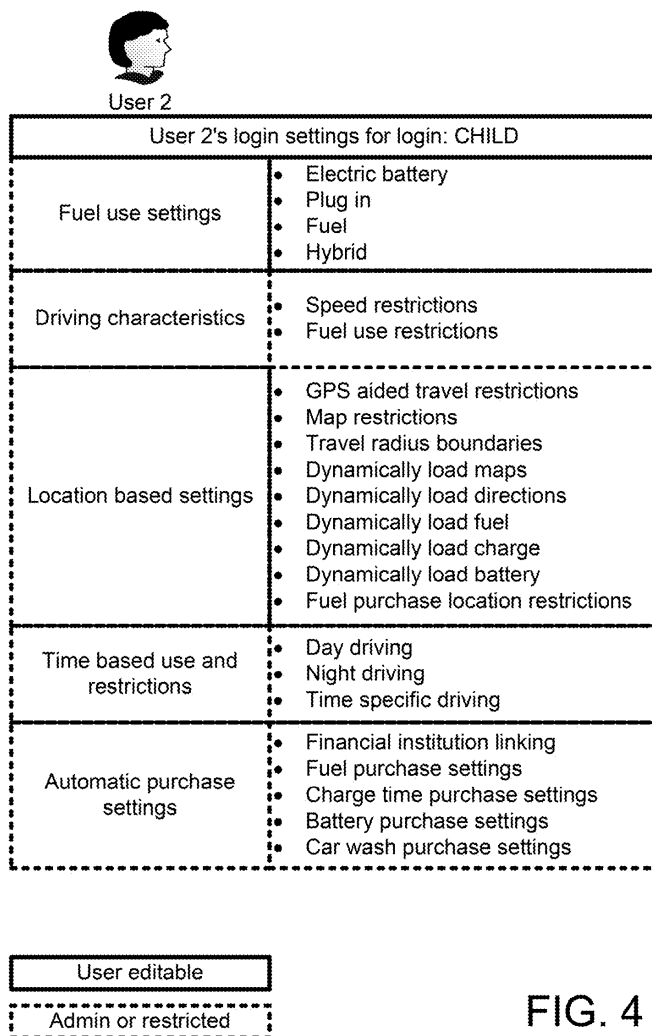 User 2
User 2's login settings for login: CHILD
Fuel use settings
• Electric battery
• Plug in
• Fuel
• Hybrid
Driving characteristics
• Speed restrictions
• Fuel use restrictions
Location based settings
• GPS aided travel restrictions
• Map restrictions
• Travel radius boundaries
• Dynamically load maps
• Dynamically load directions
• Dynamically load fuel
• Dynamically load charge
• Dynamically load battery
• Fuel purchase location restrictions
Time based use and
restrictions
• Day driving
• Night driving
• Time specific driving
Automatic purchase
settings
• Financial institution linking
• Fuel purchase settings
• Charge time purchase settings
• Battery purchase settings
• Car wash purchase settings
User editable
Admin or restricted
FIG. 4